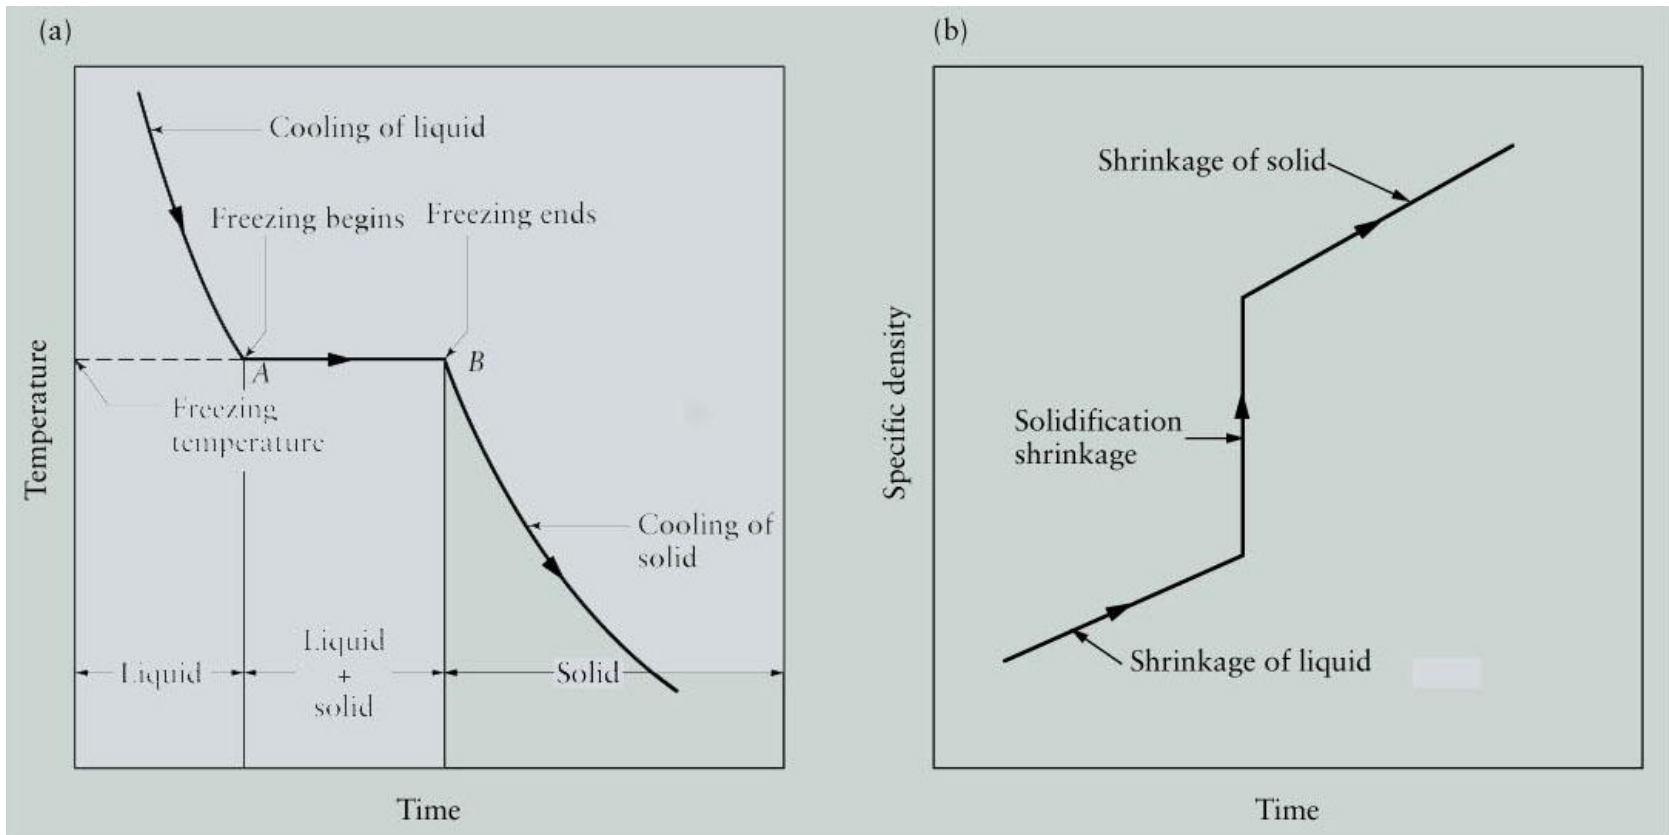 (a)
Cooling of liquid
Freezing begins
Freezing ends
A
B
Freezing
temperature
Temperature
Cooling of
solid
Liquid
Liquid
+
solid
Solid
Time
(b)
Shrinkage of solid
Specific density
Solidification
shrinkage
Shrinkage of liquid
Time